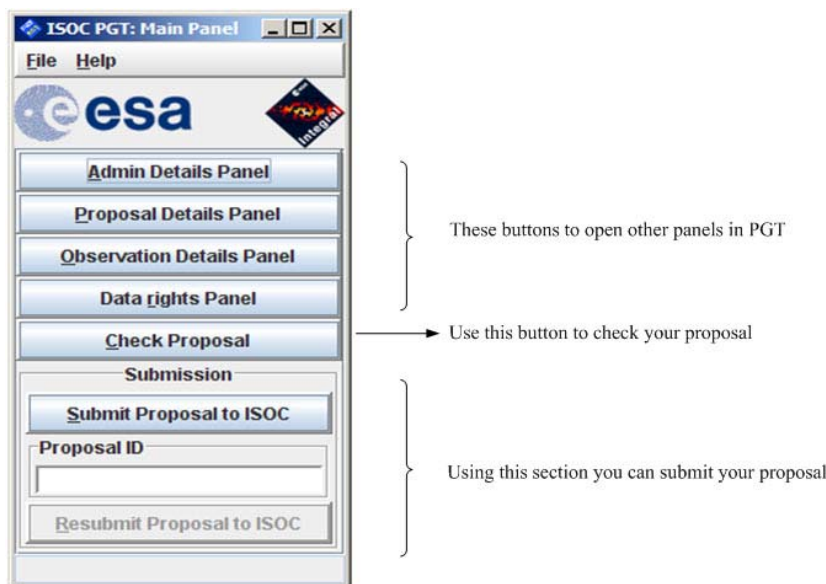 ISOC PGT: Main Panel
File Help
esa
esa
Integral
Admin Details Panel
Proposal Details Panel
Observation Details Panel
Data rights Panel
Check Proposal
Submission
Submit Proposal to ISOC
Proposal ID
Resubmit Proposal to ISOC
These buttons to open other panels in PGT
Use this button to check your proposal
Using this section you can submit your proposal